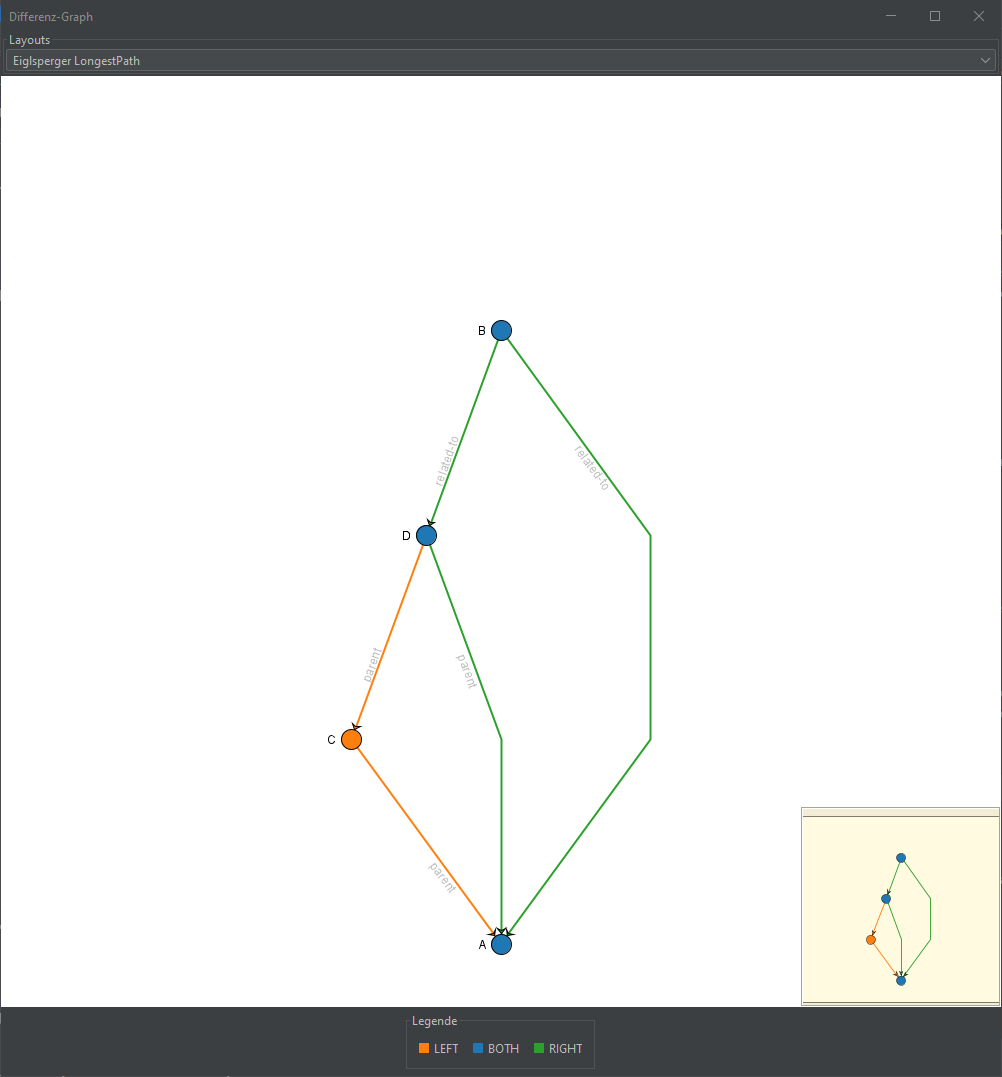 Differenz-Graph
Layouts
Eiglsperger LongestPath
B
related-to
related-to
D
parent
parent
C
parent
A
Legende
LEFT BOTH RIGHT